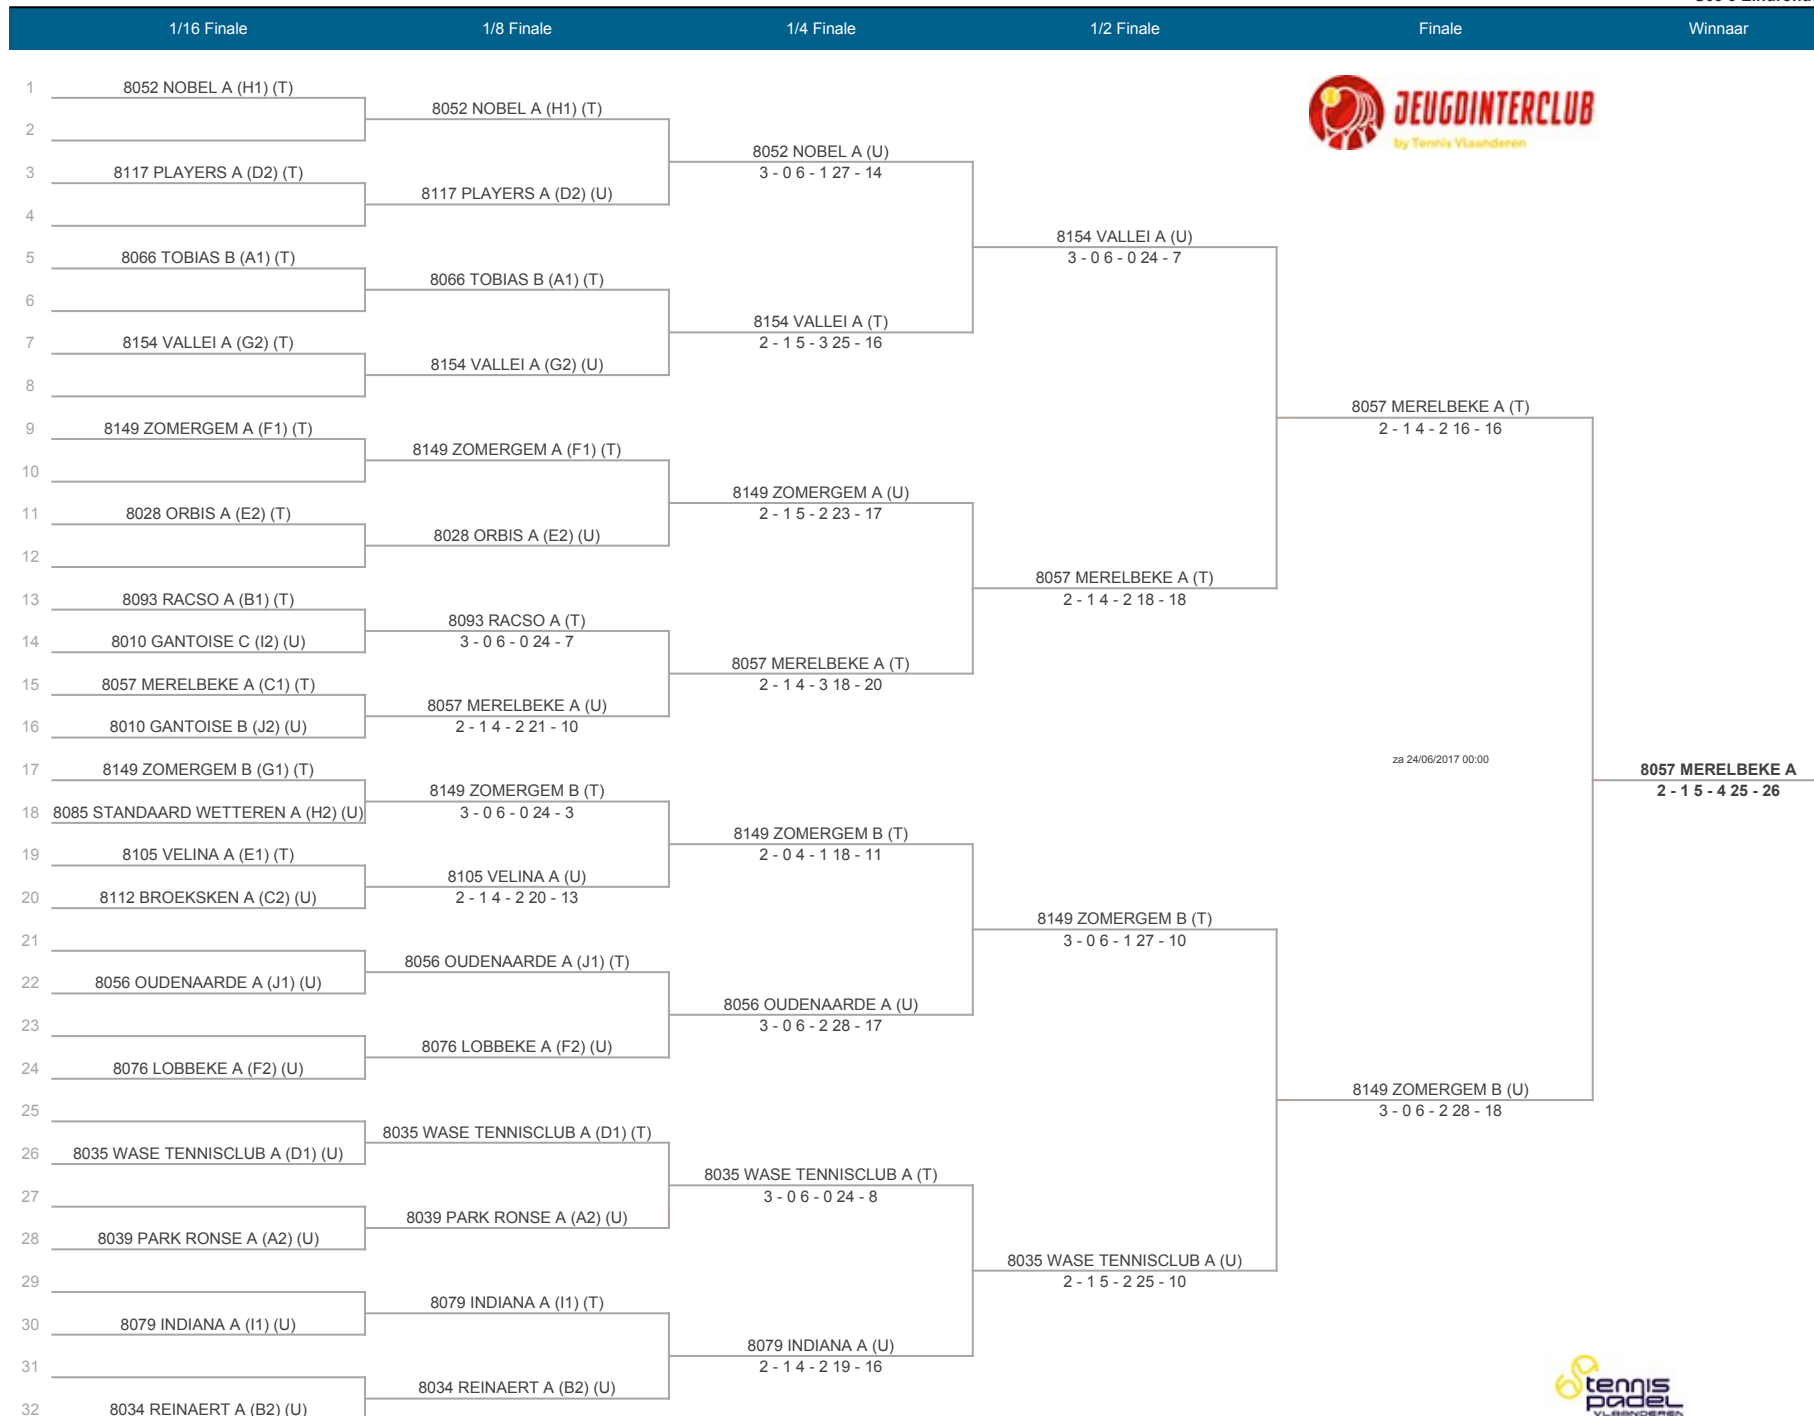 1/16 Finale
1/8 Finale
1/4 Finale
1/2 Finale
Finale
Winnaar
JEUGDINTERCLUB
by Tennis Vlaanderen
1 8052 NOBEL A (H1) (T)
2
3 8117 PLAYERS A (D2) (T)
4
5 8066 TOBIAS B (A1) (T)
6
7 8154 VALLEI A (G2) (T)
8
9 8149 ZOMERGEM A (F1) (T)
10
11 8028 ORBIS A (E2) (T)
12
13 8093 RACSO A (B1) (T)
14 8010 GANTOISE C (I2) (U)
15 8057 MERELBEKE A (C1) (T)
16 8010 GANTOISE B (J2) (U)
17 8149 ZOMERGEM B (G1) (T)
18 8085 STANDAARD WETTEREN A (H2) (U)
19 8105 VELINA A (E1) (T)
20 8112 BROEKSKEN A (C2) (U)
21
22 8056 OUDENAARDE A (J1) (U)
23
24 8076 LOBBEKE A (F2) (U)
25
26 8035 WASE TENNISCLUB A (D1) (U)
27
28 8039 PARK RONSE A (A2) (U)
29
30 8079 INDIANA A (I1) (U)
31
32 8034 REINAERT A (B2) (U)
8052 NOBEL A (H1) (T)
8117 PLAYERS A (D2) (U)
8066 TOBIAS B (A1) (T)
8154 VALLEI A (G2) (U)
8149 ZOMERGEM A (F1) (T)
8028 ORBIS A (E2) (U)
8093 RACSO A (T)
3 - 0 6 - 0 24 - 7
8057 MERELBEKE A (U)
2 - 1 4 - 2 21 - 10
8149 ZOMERGEM B (T)
3 - 0 6 - 0 24 - 3
8105 VELINA A (U)
2 - 1 4 - 2 20 - 13
8056 OUDENAARDE A (J1) (T)
8076 LOBBEKE A (F2) (U)
8035 WASE TENNISCLUB A (D1) (T)
8039 PARK RONSE A (A2) (U)
8079 INDIANA A (I1) (T)
8034 REINAERT A (B2) (U)
8052 NOBEL A (U)
3 - 0 6 - 1 27 - 14
8154 VALLEI A (T)
2 - 1 5 - 3 25 - 16
8149 ZOMERGEM A (U)
2 - 1 5 - 2 23 - 17
8057 MERELBEKE A (T)
2 - 1 4 - 3 18 - 20
8149 ZOMERGEM B (T)
2 - 0 4 - 1 18 - 11
8056 OUDENAARDE A (U)
3 - 0 6 - 2 28 - 17
8035 WASE TENNISCLUB A (T)
3 - 0 6 - 0 24 - 8
8079 INDIANA A (U)
2 - 1 4 - 2 19 - 16
8154 VALLEI A (U)
3 - 0 6 - 0 24 - 7
8057 MERELBEKE A (T)
2 - 1 4 - 2 18 - 18
8149 ZOMERGEM B (T)
3 - 0 6 - 1 27 - 10
8035 WASE TENNISCLUB A (U)
2 - 1 5 - 2 25 - 10
8057 MERELBEKE A (T)
2 - 1 4 - 2 16 - 16
za 24/06/2017 00:00
8149 ZOMERGEM B (U)
3 - 0 6 - 2 28 - 18
8057 MERELBEKE A
2 - 1 5 - 4 25 - 26
tennis
padel
VLAANDEREN